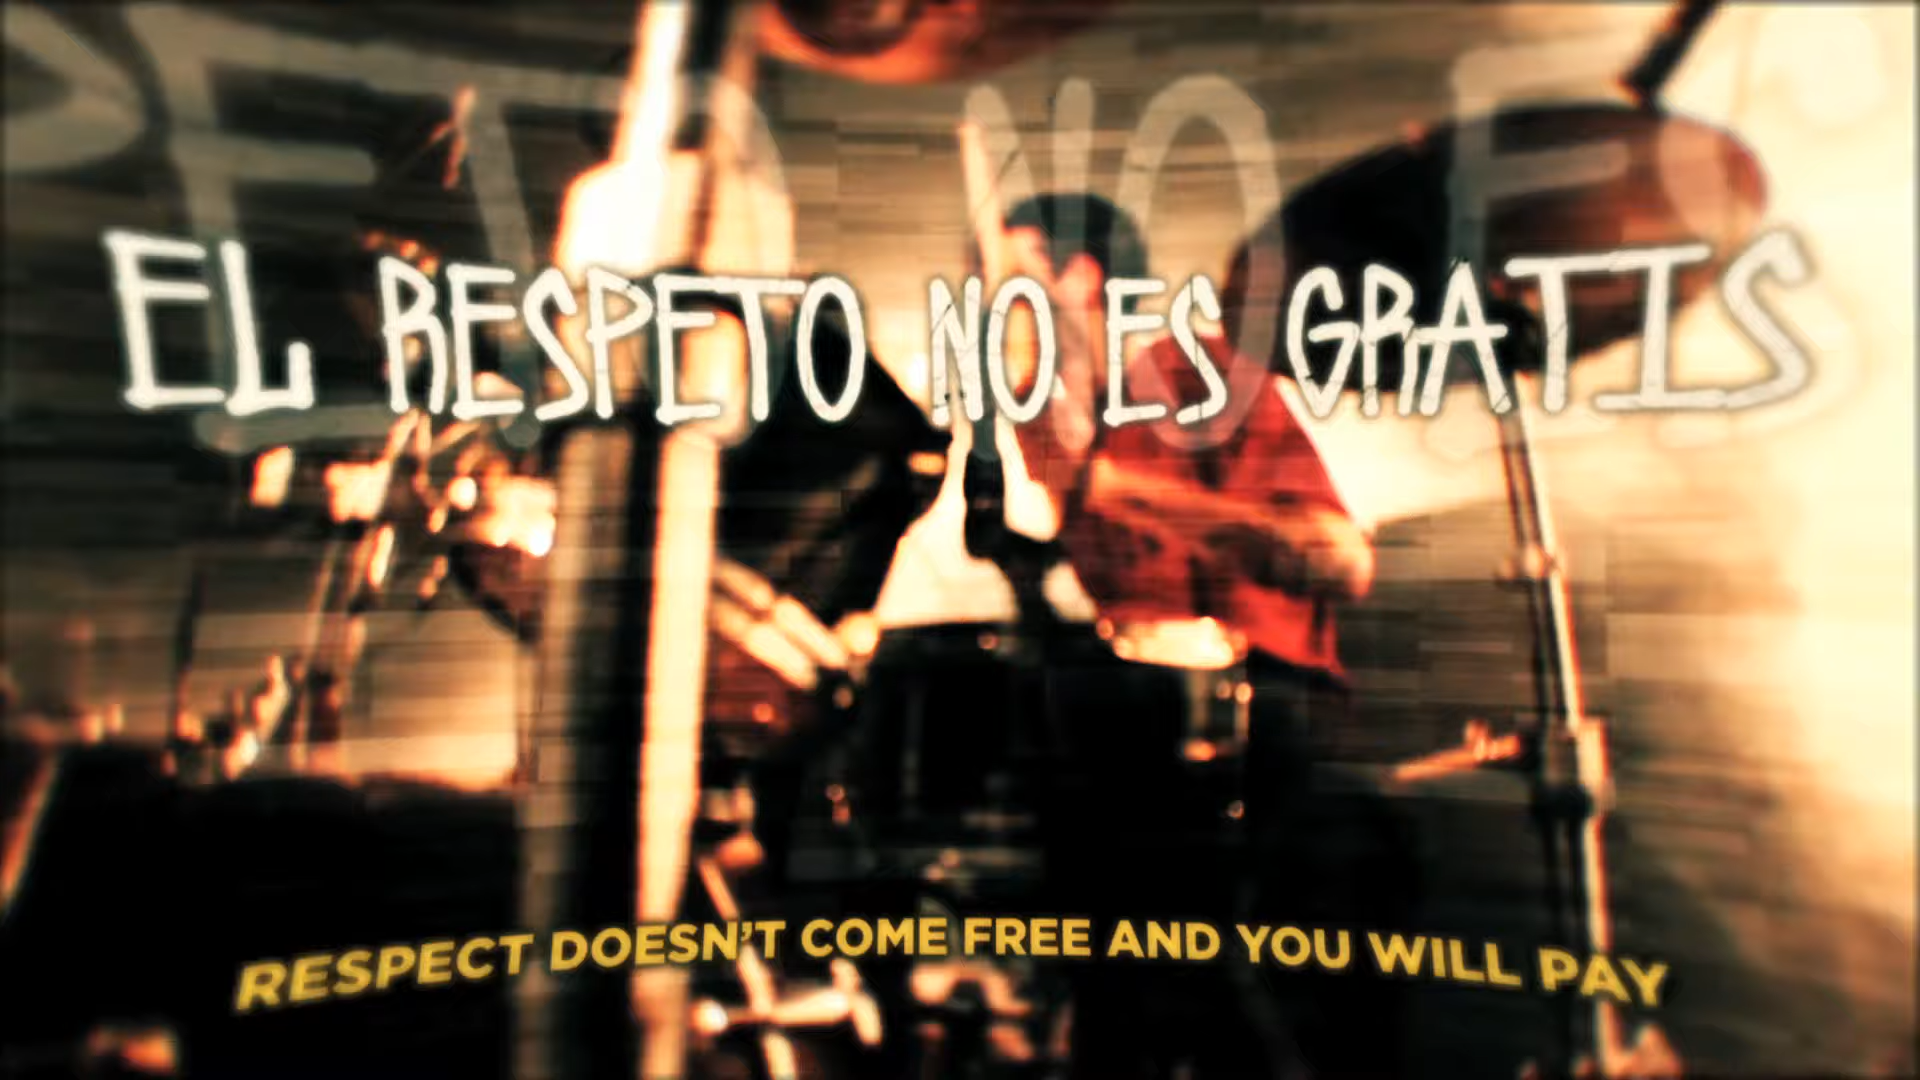 EL RESPETO NO ES GRATIS
RESPECT DOESN'T COME FREE AND YOU WILL PAY